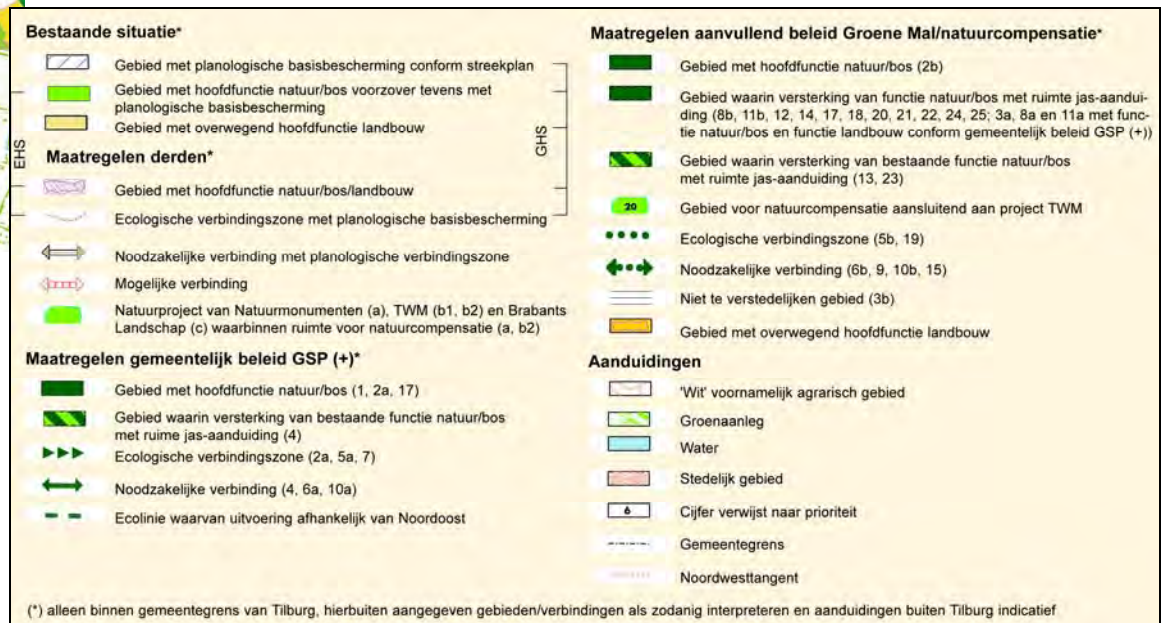 Bestaande situatie*
Gebied met planologische basisbescherming conform streekplan
Gebied met hoofdfunctie natuur/bos voorzover tevens met
planologische basisbescherming
Gebied met overwegend hoofdfunctie landbouw
EHS
GHS
Maatregelen derden*
Gebied met hoofdfunctie natuur/bos/landbouw
Ecologische verbindingszone met planologische basisbescherming
Noodzakelijke verbinding met planologische verbindingszone
Mogelijke verbinding
Natuurproject van Natuurmonumenten (a), TWM (b1, b2) en Brabants
Landschap (c) waarbinnen ruimte voor natuurcompensatie (a, b2)
Maatregelen gemeentelijk beleid GSP (+)*
Gebied met hoofdfunctie natuur/bos (1, 2a, 17)
Gebied waarin versterking van bestaande functie natuur/bos
met ruime jas-aanduiding (4)
Ecologische verbindingszone (2a, 5a, 7)
Noodzakelijke verbinding (4, 6a, 10a)
Ecolinie waarvan uitvoering afhankelijk van Noordoost
Maatregelen aanvullend beleid Groene Mal/natuurcompensatie*
Gebied met hoofdfunctie natuur/bos (2b)
Gebied waarin versterking van functie natuur/bos met ruimte jas-aandui-
ding (8b, 11b, 12, 14, 17, 18, 20, 21, 22, 24, 25; 3a, 8a en 11a met func-
tie natuur/bos en functie landbouw conform gemeentelijk beleid GSP (+))
Gebied waarin versterking van bestaande functie natuur/bos
met ruimte jas-aanduiding (13, 23)
20 Gebied voor natuurcompensatie aansluitend aan project TWM
Ecologische verbindingszone (5b, 19)
Noodzakelijke verbinding (6b, 9, 10b, 15)
Niet te verstedelijken gebied (3b)
Gebied met overwegend hoofdfunctie landbouw
Aanduidingen
'Wit' voornamelijk agrarisch gebied
Groenaanleg
Water
Stedelijk gebied
6 Cijfer verwijst naar prioriteit
Gemeentegrens
Noordwesttangent
(*) alleen binnen gemeentegrens van Tilburg, hierbuiten aangegeven gebieden/verbindingen als zodanig interpreteren en aanduidingen buiten Tilburg indicatief